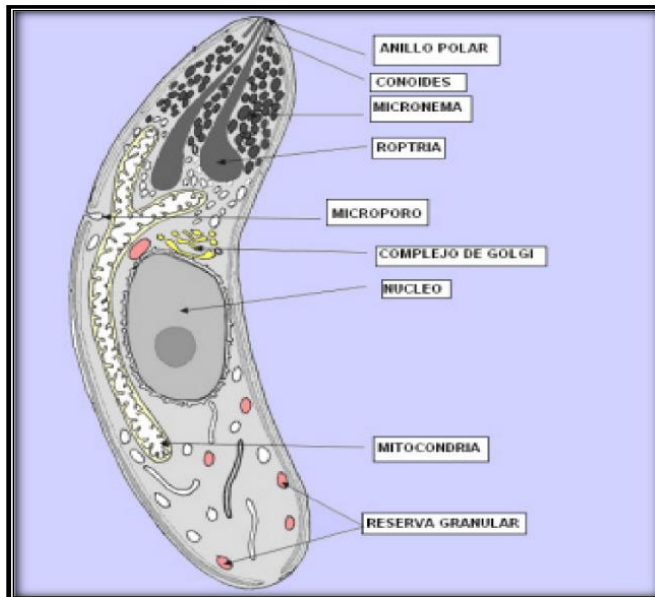 ANILLO POLAR
CONOIDES
MICRONEMA
ROPTRIA
MICROPORO
COMPLEJO DE GOLGI
NUCLEO
MITOCONDRIA
RESERVA GRANULAR